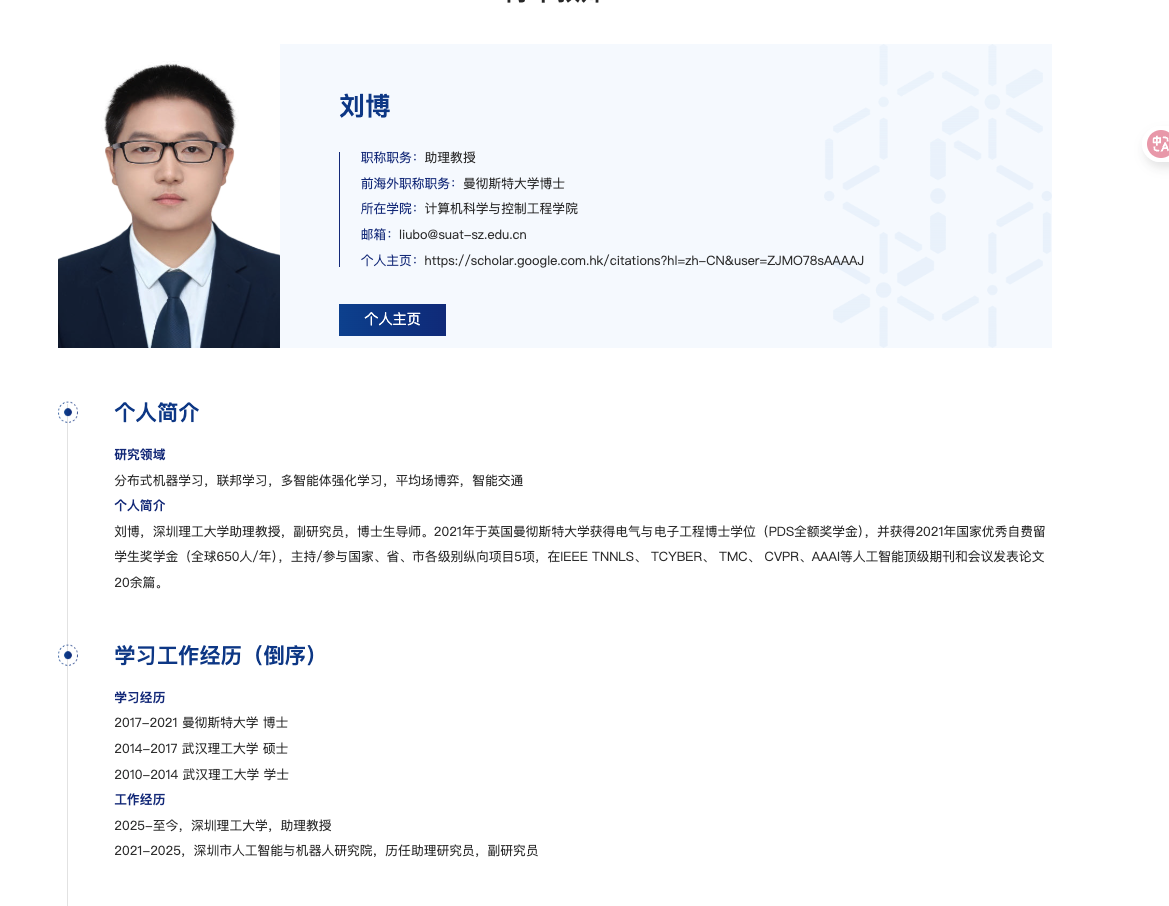 刘博
职称职务：助理教授
前海外职称职务：曼彻斯特大学博士
所在学院：计算机科学与控制工程学院
邮箱：liubo@suat-sz.edu.cn
个人主页：https://scholar.google.com.hk/citations?hl=zh-CN&user=ZJMO78sAAAAJ
个人主页
个人简介
研究领域
分布式机器学习，联邦学习，多智能体强化学习，平均场博弈，智能交通
个人简介
刘博，深圳理工大学助理教授，副研究员，博士生导师。2021年于英国曼彻斯特大学获得电气与电子工程博士学位（PDS全额奖学金），并获得2021年国家优秀自费留
学生奖学金（全球650人/年），主持/参与国家、省、市各级别纵向项目5项，在IEEE TNNLS、 TCYBER、 TMC、 CVPR、AAAI等人工智能顶级期刊和会议发表论文
20余篇。
学习工作经历（倒序）
学习经历
2017-2021 曼彻斯特大学 博士
2014-2017 武汉理工大学 硕士
2010-2014 武汉理工大学 学士
工作经历
2025-至今，深圳理工大学，助理教授
2021-2025，深圳市人工智能与机器人研究院，历任助理研究员，副研究员